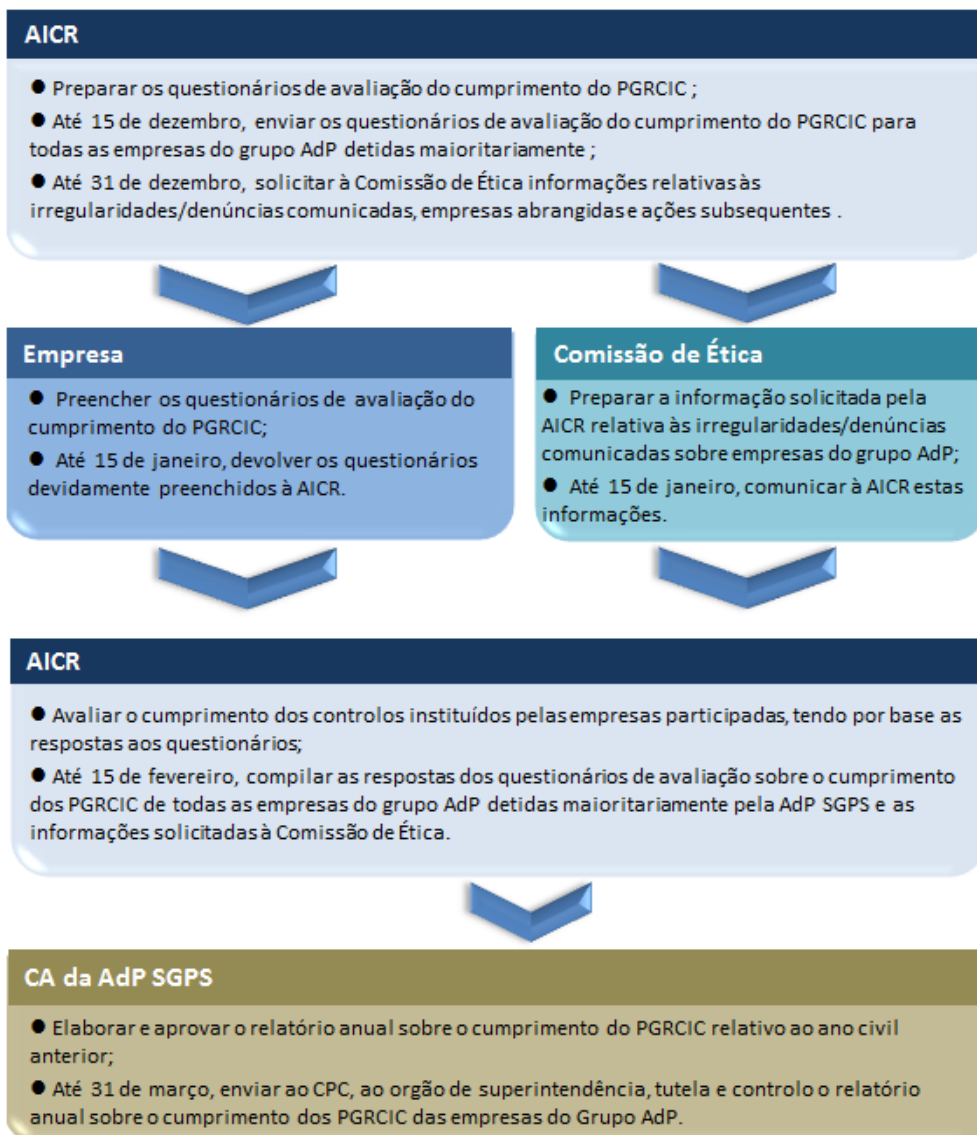 AICR
● Preparar os questionários de avaliação do cumprimento do PGRCIC ;
● Até 15 de dezembro, enviar os questionários de avaliação do cumprimento do PGRCIC para
todas as empresas do grupo AdP detidas maioritariamente ;
● Até 31 de dezembro, solicitar à Comissão de Ética informações relativas às
irregularidades/denúncias comunicadas, empresas abrangidas e ações subsequentes .
Empresa
● Preencher os questionários de avaliação do
cumprimento do PGRCIC;
● Até 15 de janeiro, devolver os questionários
devidamente preenchidos à AICR.
Comissão de Ética
● Preparar a informação solicitada pela
AICR relativa às irregularidades/denúncias
comunicadas sobre empresas do grupo AdP;
● Até 15 de janeiro, comunicar à AICR estas
informações.
AICR
● Avaliar o cumprimento dos controlos instituídos pelas empresas participadas, tendo por base as
respostas aos questionários;
● Até 15 de fevereiro, compilar as respostas dos questionários de avaliação sobre o cumprimento
dos PGRCIC de todas as empresas do grupo AdP detidas maioritariamente pela AdP SGPS e as
informações solicitadas à Comissão de Ética.
CA da AdP SGPS
● Elaborar e aprovar o relatório anual sobre o cumprimento do PGRCIC relativo ao ano civil
anterior;
● Até 31 de março, enviar ao CPC, ao orgão de superintendência, tutela e controlo o relatório
anual sobre o cumprimento dos PGRCIC das empresas do Grupo AdP.